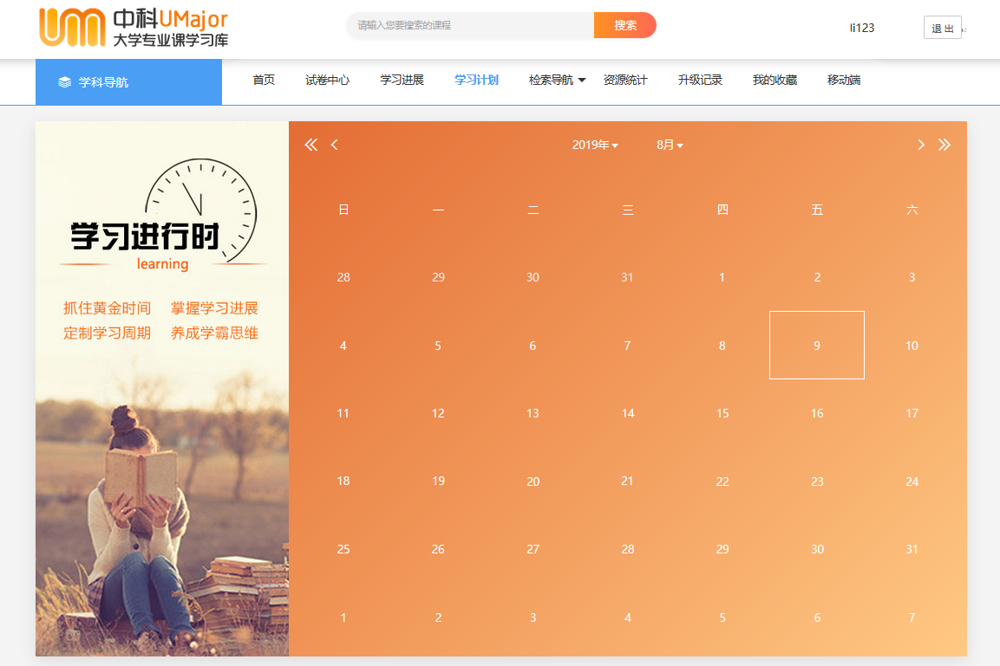 um 中科UMajor
大学专业课学习库
请输入您要搜索的课程
搜索
li123
退 出
学科导航
首页 试卷中心 学习进展 学习计划 检索导航 资源统计 升级记录 我的收藏 移动端
学习进行时
learning
抓住黄金时间 掌握学习进展
定制学习周期 养成学霸思维
2019年 8月
日 一 二 三 四 五 六
28 29 30 31 1 2 3
4 5 6 7 8 9 10
11 12 13 14 15 16 17
18 19 20 21 22 23 24
25 26 27 28 29 30 31
1 2 3 4 5 6 7